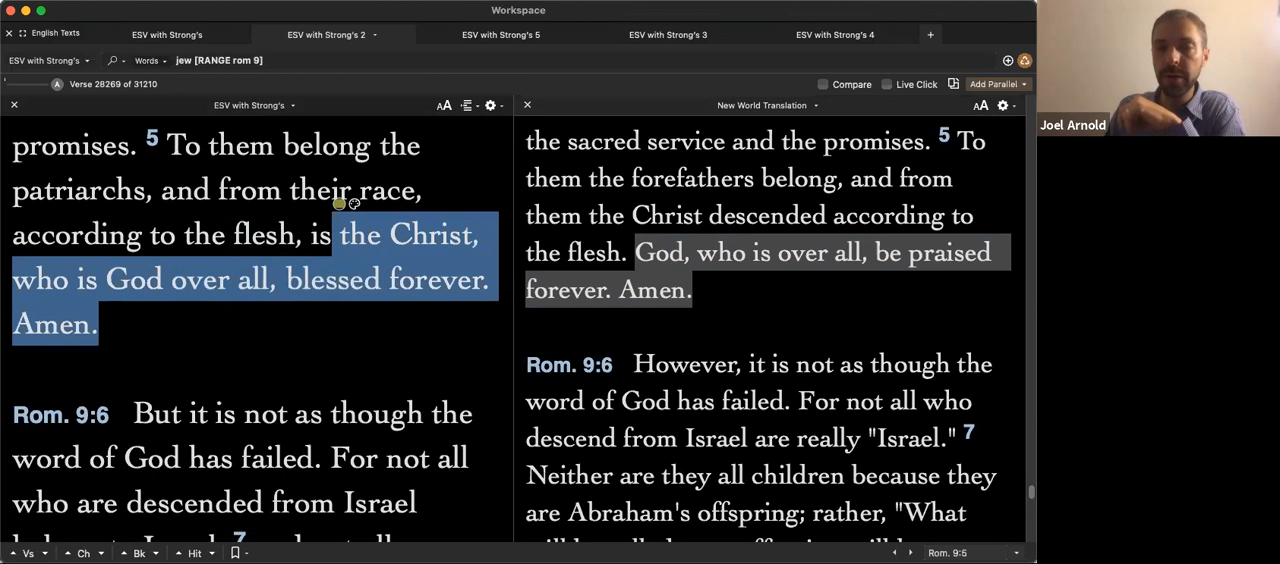 Workspace
English Texts
ESV with Strong's
ESV with Strong's 2
ESV with Strong's 5
ESV with Strong's 3
ESV with Strong's 4
ESV with Strong's
Words
jew [RANGE rom 9]
A
Verse 28269 of 31210
Compare
Live Click
Add Parallel
ESV with Strong's
AA
promises. 5 To them belong the
patriarchs, and from their race,
according to the flesh, is the Christ,
who is God over all, blessed forever.
Amen.
Rom. 9:6 But it is not as though the
word of God has failed. For not all
who are descended from Israel
7
New World Translation
AA
the sacred service and the promises. 5 To
them the forefathers belong, and from
them the Christ descended according to
the flesh. God, who is over all, be praised
forever. Amen.
Rom. 9:6 However, it is not as though the
word of God has failed. For not all who
descend from Israel are really "Israel." 7
Neither are they all children because they
are Abraham's offspring; rather, "What
Vs
Ch
Bk
Hit
Rom. 9:5
Joel Arnold